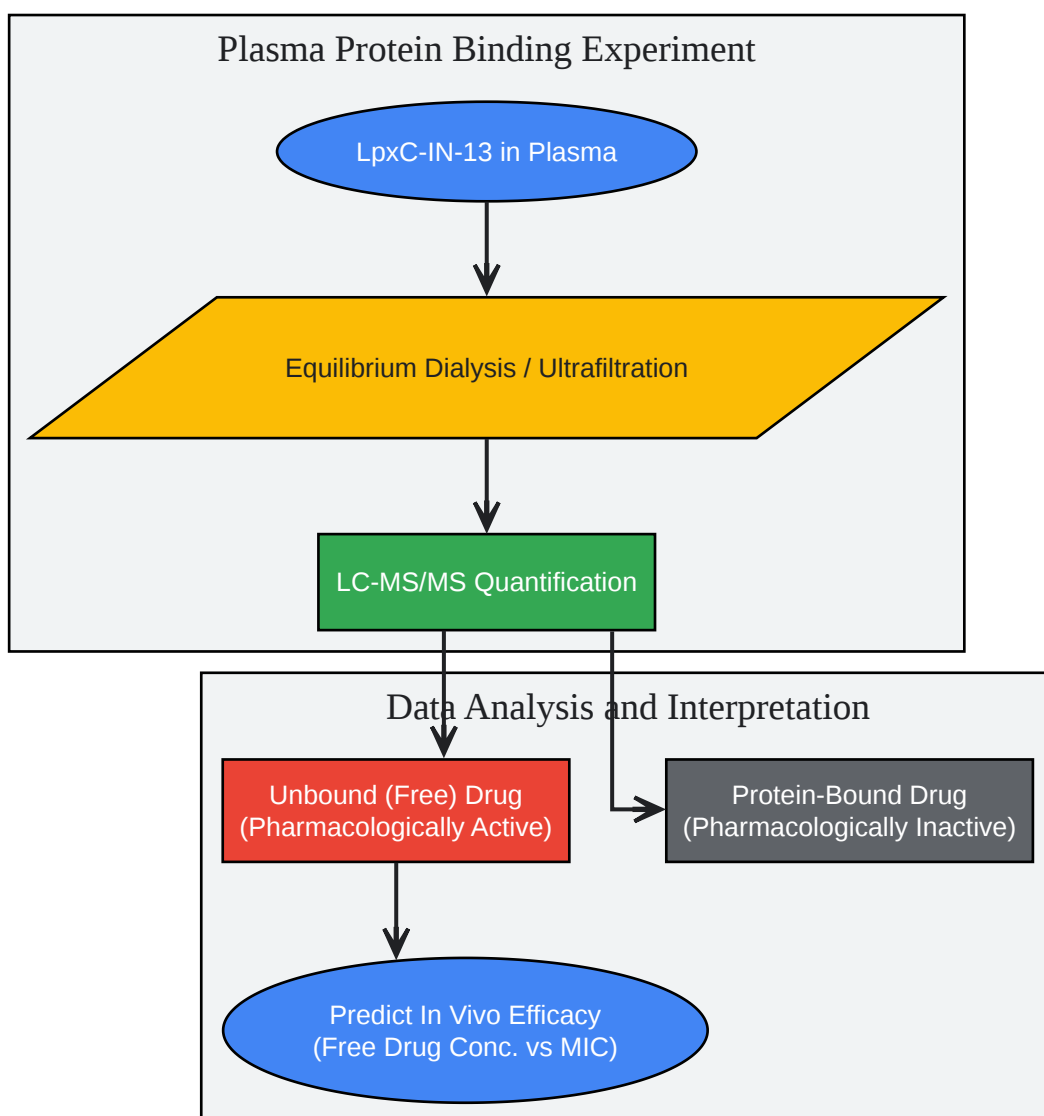 Plasma Protein Binding Experiment
LpxC-IN-13 in Plasma
Equilibrium Dialysis / Ultrafiltration
LC-MS/MS Quantification
Data Analysis and Interpretation
Unbound (Free) Drug
(Pharmacologically Active)
Protein-Bound Drug
(Pharmacologically Inactive)
Predict In Vivo Efficacy
(Free Drug Conc. vs MIC)